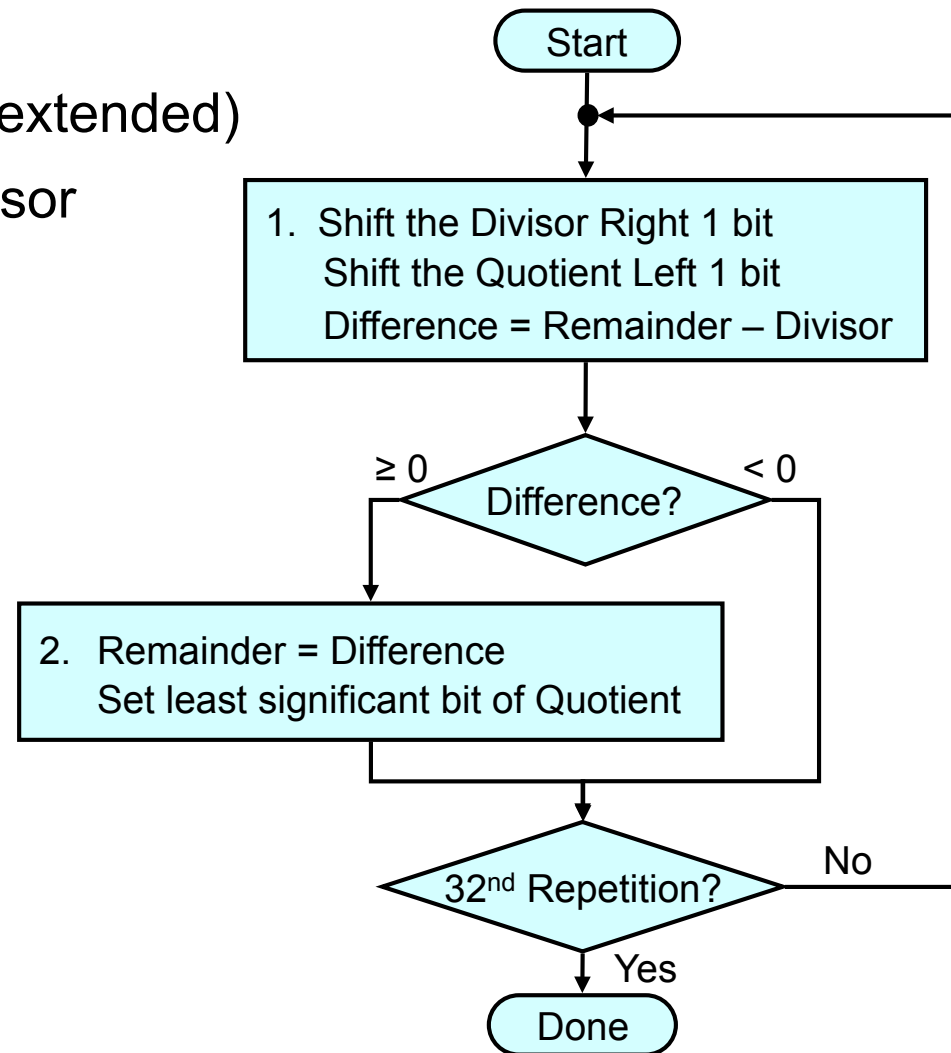 Start
extended)
sor
1. Shift the Divisor Right 1 bit
Shift the Quotient Left 1 bit
Difference = Remainder – Divisor
≥ 0
< 0
Difference?
2. Remainder = Difference
Set least significant bit of Quotient
No
32nd Repetition?
Yes
Done